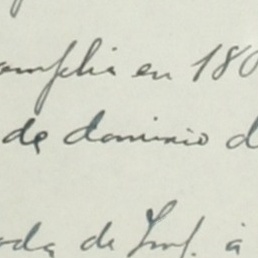 en 180
de dominio d
de Inf. á